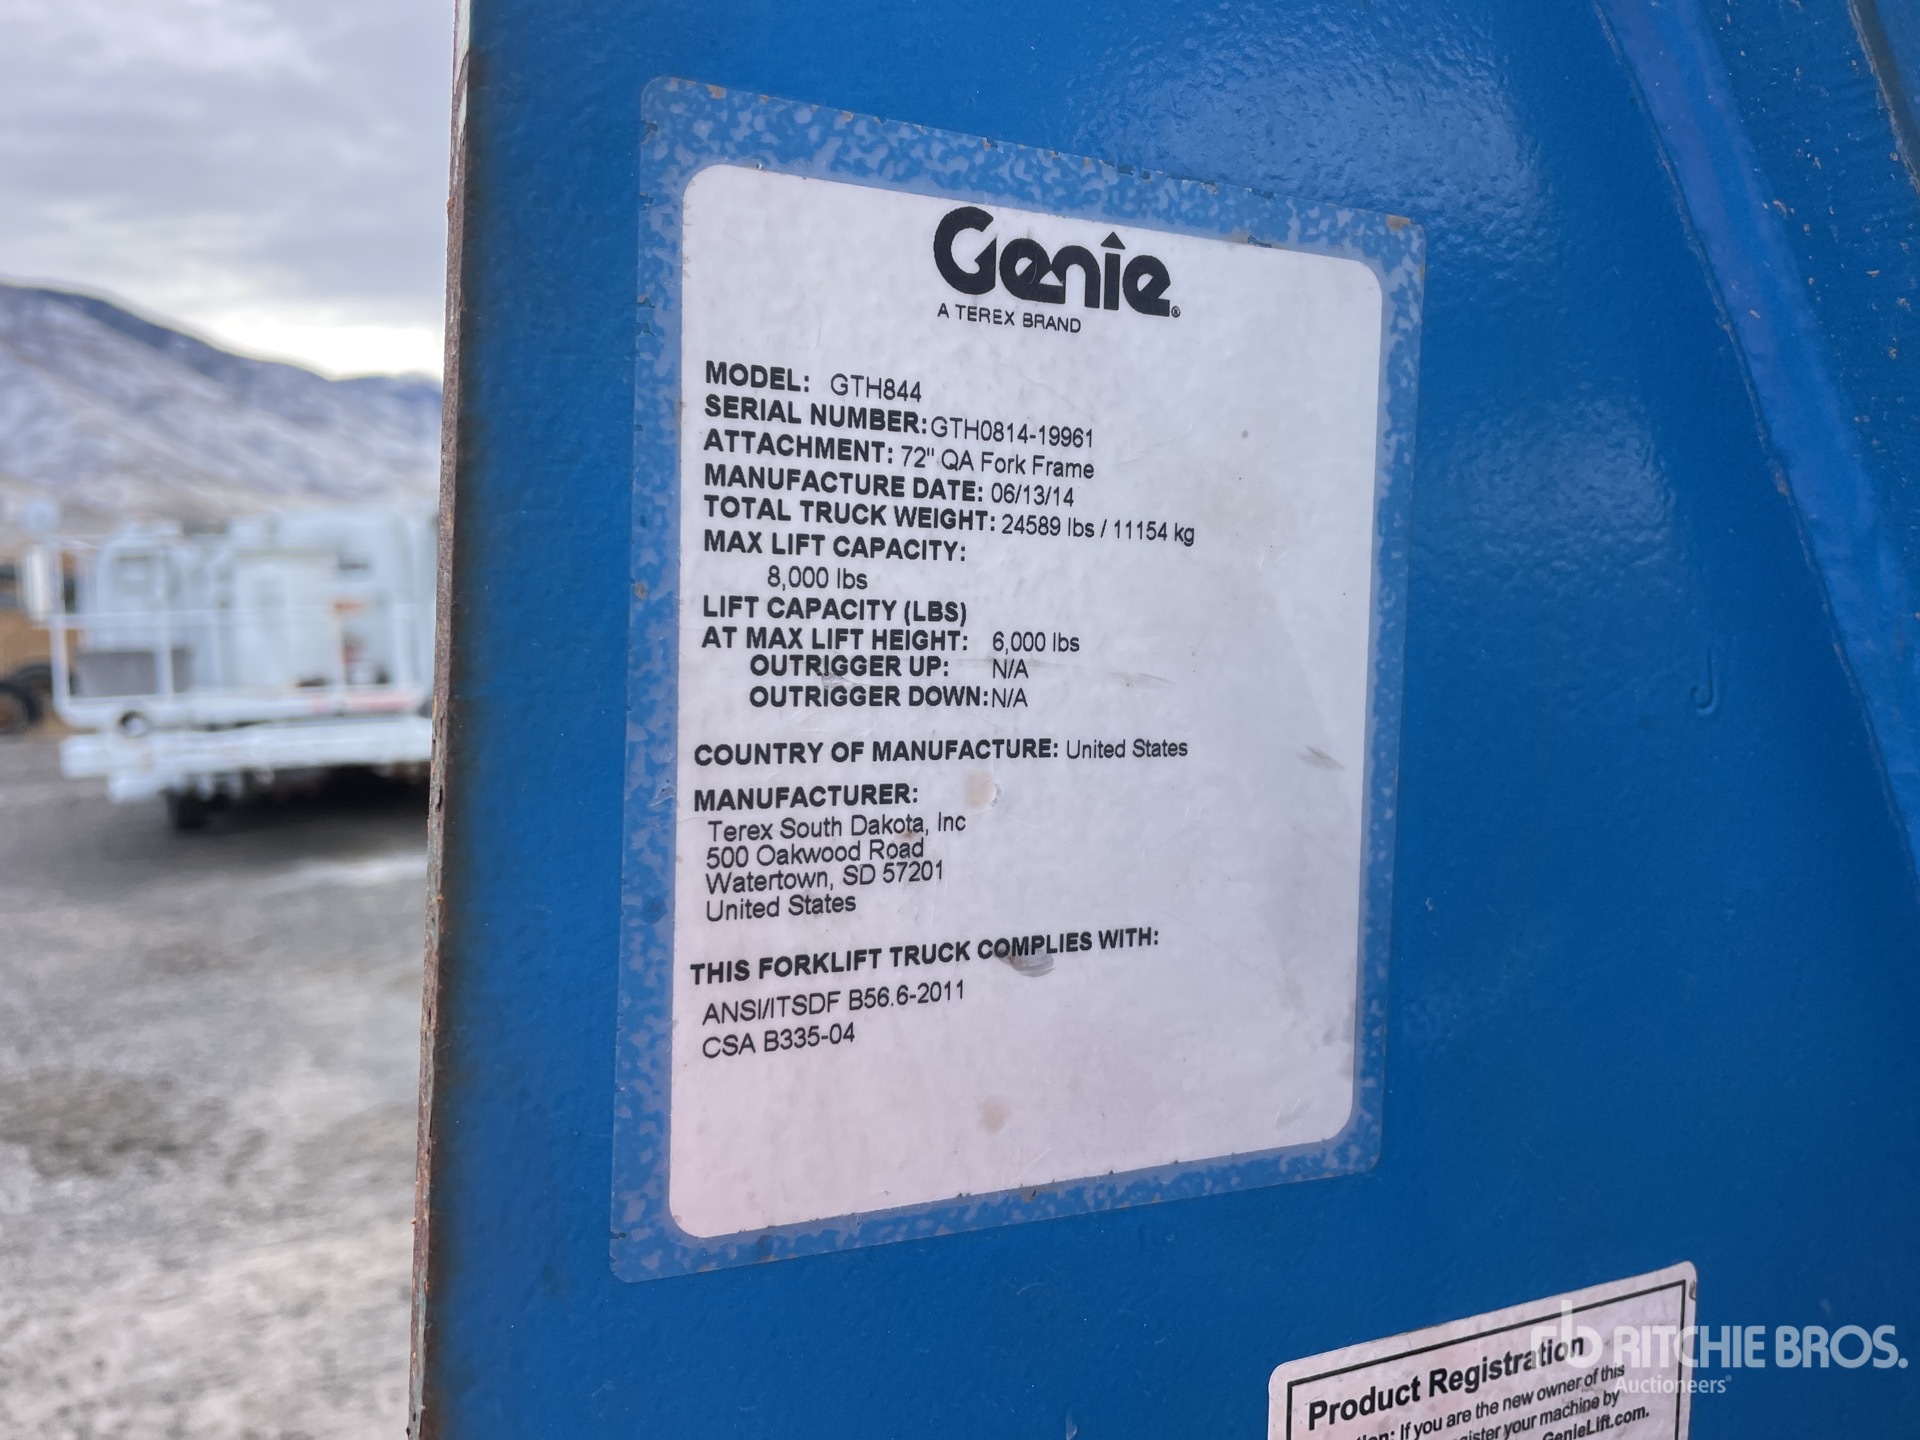 Genie®
A TEREX BRAND
MODEL: GTH844
SERIAL NUMBER: GTH0814-19961
ATTACHMENT: 72" QA Fork Frame
MANUFACTURE DATE: 06/13/14
TOTAL TRUCK WEIGHT: 24589 lbs / 11154 kg
MAX LIFT CAPACITY:
8,000 lbs
LIFT CAPACITY (LBS)
AT MAX LIFT HEIGHT: 6,000 lbs
OUTRIGGER UP: N/A
OUTRIGGER DOWN: N/A
COUNTRY OF MANUFACTURE: United States
MANUFACTURER:
Terex South Dakota, Inc
500 Oakwood Road
Watertown, SD 57201
United States
THIS FORKLIFT TRUCK COMPLIES WITH:
ANSI/ITSDF B56.6-2011
CSA B335-04
Product Registration
If you are the new owner of this
your machine by
GenieLift.com.
rb RITCHIE BROS.
Auctioneers®